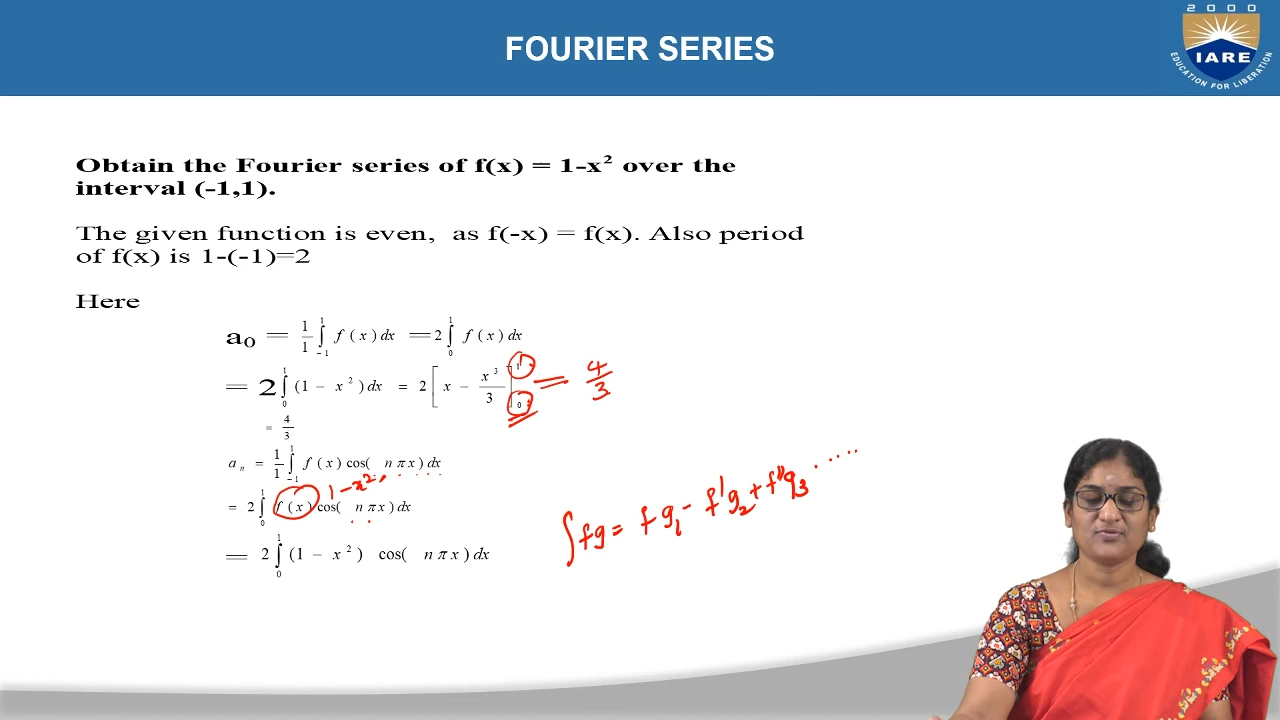 2000
IARE
EDUCATION FOR LIBERATION
FOURIER SERIES
Obtain the Fourier series of f(x) = 1-x² over the
interval (-1,1).
The given function is even, as f(-x) = f(x). Also period
of f(x) is 1-(-1)=2
Here
a₀ = 1/1 ∫₋₁¹ f(x)dx = 2 ∫₀¹ f(x)dx
= 2 ∫₀¹ (1 − x²)dx = 2 [x − x³/3]₀¹ = 4/3
= 4/3
aₙ = 1/1 ∫₋₁¹ f(x) cos( nπx)dx
1-x²
= 2 ∫₀¹ f(x) cos( nπx)dx
∫fg = fg₁ - f'g₂ + f''g₃ .....
= 2 ∫₀¹ (1 − x²) cos( nπx)dx